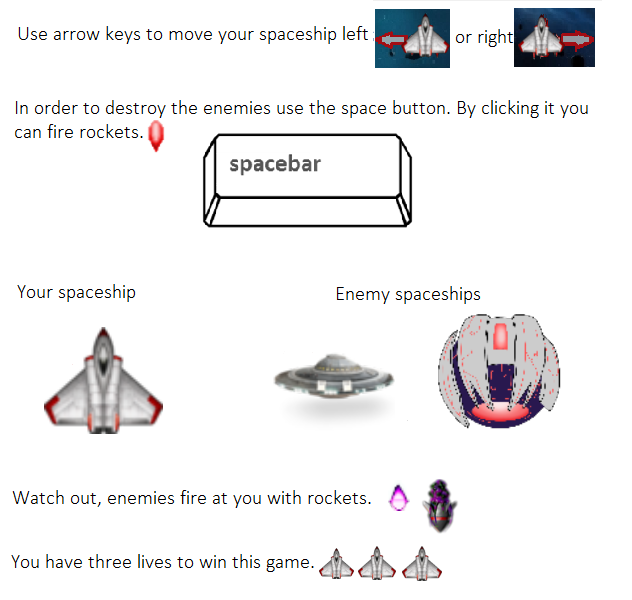 Use arrow keys to move your spaceship left or right
In order to destroy the enemies use the space button. By clicking it you
can fire rockets.
spacebar
Your spaceship
Enemy spaceships
Watch out, enemies fire at you with rockets.
You have three lives to win this game.